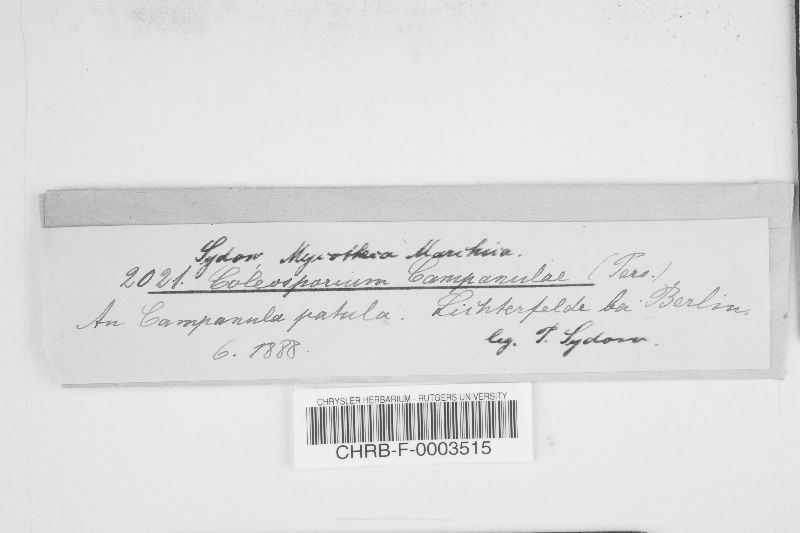 Sydow, Mycotheca Marchica.
2021. Coleosporium Campanulae (Pers.)
An Campanula patula. Lichterfelde bei Berlin.
6. 1888. leg. P. Sydow.
CHRYSLER HERBARIUM - RUTGERS UNIVERSITY
CHRB-F-0003515